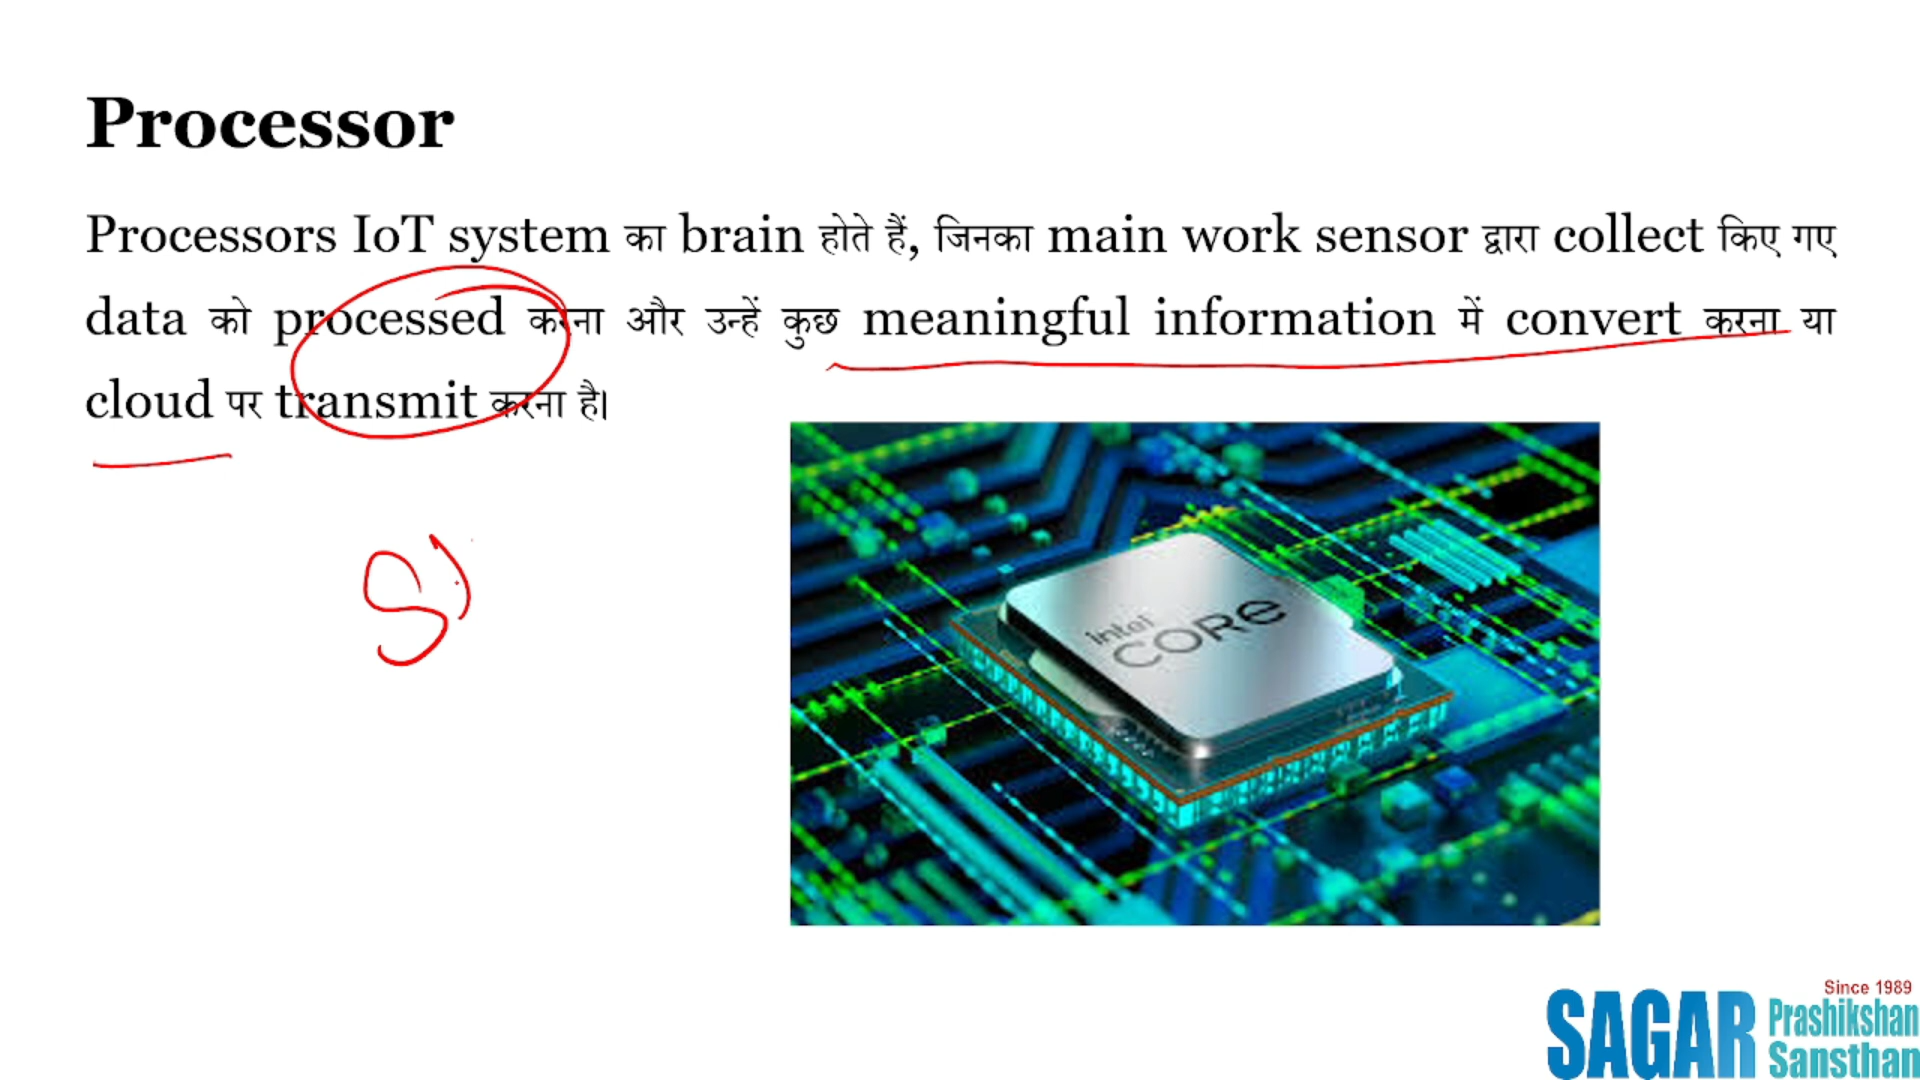 Processor
Processors IoT system का brain होते हैं, जिनका main work sensor द्वारा collect किए गए
data को processed करना और उन्हें कुछ meaningful information में convert करना या
cloud पर transmit करना है।
intel
CORE
Since 1989
SAGAR
Prashikshan
Sansthan